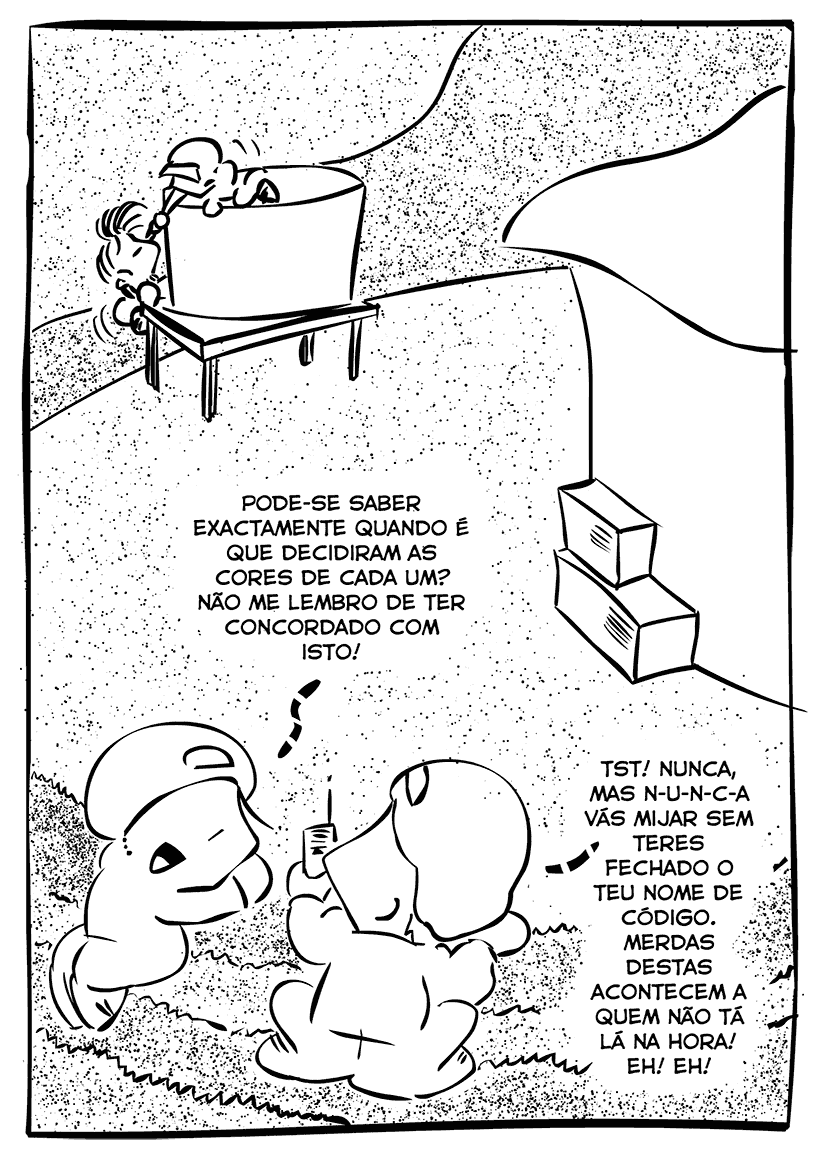 PODE-SE SABER
EXACTAMENTE QUANDO É
QUE DECIDIRAM AS
CORES DE CADA UM?
NÃO ME LEMBRO DE TER
CONCORDADO COM
ISTO!
TST! NUNCA,
MAS N-U-N-C-A
VÁS MIJAR SEM
TERES
FECHADO O
TEU NOME DE
CÓDIGO.
MERDAS
DESTAS
ACONTECEM A
QUEM NÃO TÁ
LÁ NA HORA!
EH! EH!